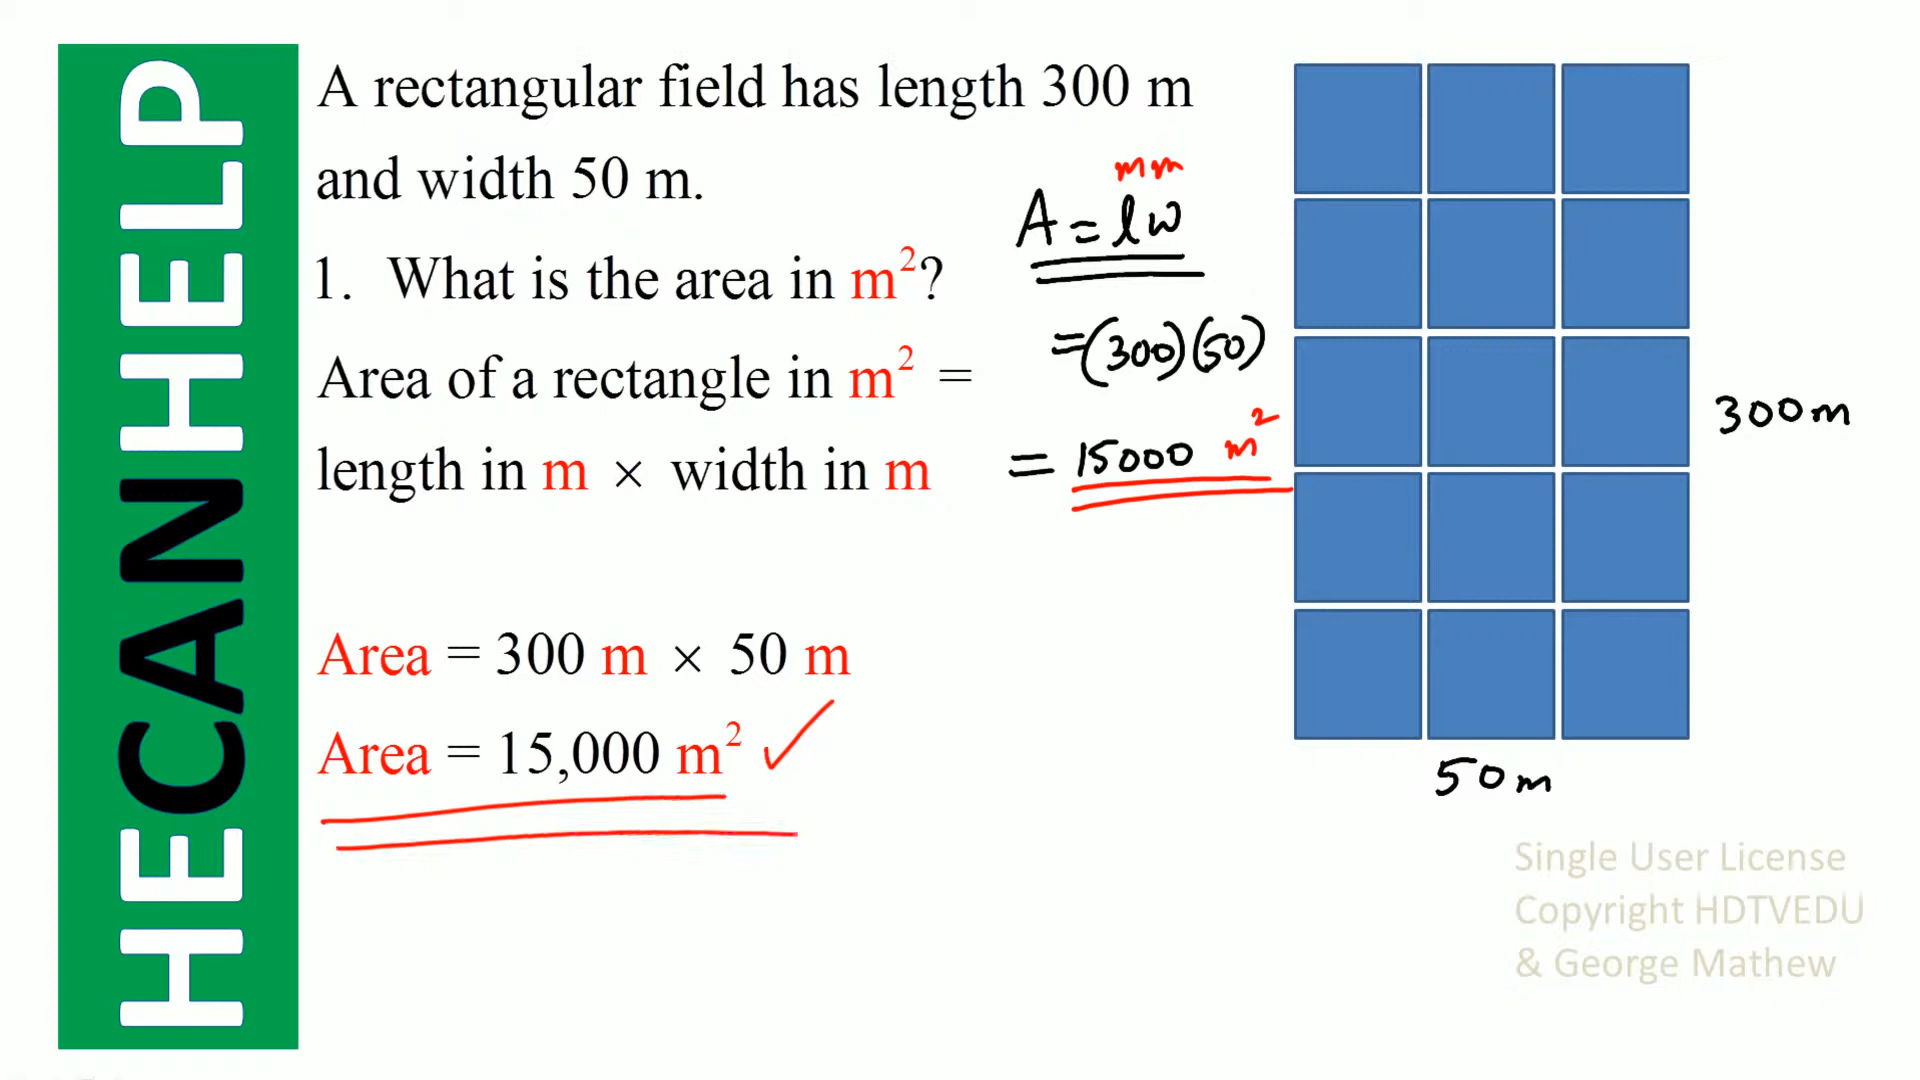 HECANHELP
A rectangular field has length 300 m
and width 50 m.
1. What is the area in m²?
Area of a rectangle in m² =
length in m × width in m
Area = 300 m × 50 m
Area = 15,000 m² ✓
m m
A = lw
= (300)(50)
= 15000 m²
300m
50m
Single User License
Copyright HDTVEDU
& George Mathew